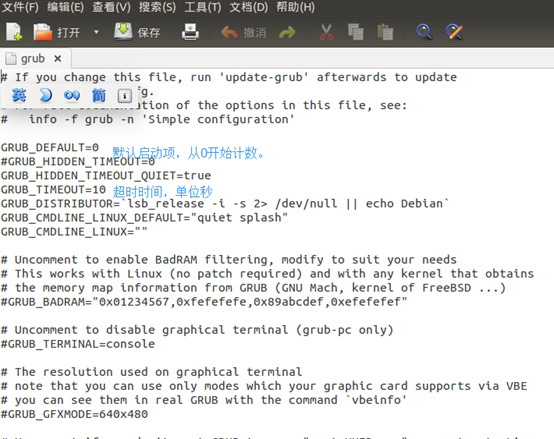 文件(F) 编辑(E) 查看(V) 搜索(S) 工具(T) 文档(D) 帮助(H)
打开 保存 撤消
grub
# If you change this file, run 'update-grub' afterwards to update
fg.
英 简
entation of the options in this file, see:
#   info -f grub -n 'Simple configuration'
GRUB_DEFAULT=0 默认启动项，从0开始计数。
#GRUB_HIDDEN_TIMEOUT=0
GRUB_HIDDEN_TIMEOUT_QUIET=true
GRUB_TIMEOUT=10 超时时间，单位秒
GRUB_DISTRIBUTOR=`lsb_release -i -s 2> /dev/null || echo Debian`
GRUB_CMDLINE_LINUX_DEFAULT="quiet splash"
GRUB_CMDLINE_LINUX=""
# Uncomment to enable BadRAM filtering, modify to suit your needs
# This works with Linux (no patch required) and with any kernel that obtains
# the memory map information from GRUB (GNU Mach, kernel of FreeBSD ...)
#GRUB_BADRAM="0x01234567,0xfefefefe,0x89abcdef,0xefefefef"
# Uncomment to disable graphical terminal (grub-pc only)
#GRUB_TERMINAL=console
# The resolution used on graphical terminal
# note that you can use only modes which your graphic card supports via VBE
# you can see them in real GRUB with the command `vbeinfo'
#GRUB_GFXMODE=640x480